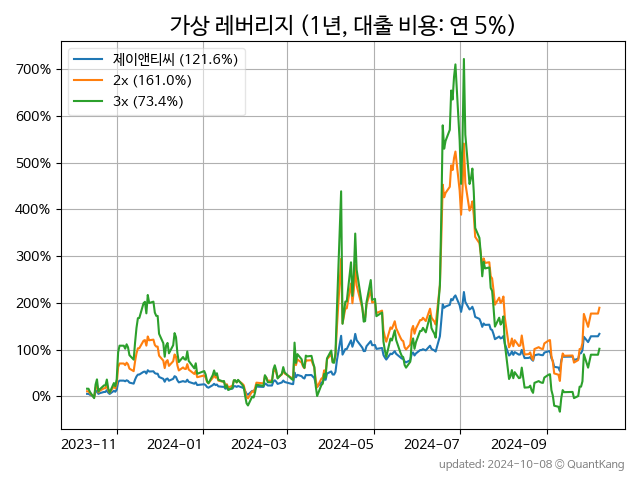 가상 레버리지 (1년, 대출 비용: 연 5%)
제이앤티씨 (121.6%)
2x (161.0%)
3x (73.4%)
700%
600%
500%
400%
300%
200%
100%
0%
2023-11
2024-01
2024-03
2024-05
2024-07
2024-09
updated: 2024-10-08 © QuantKang